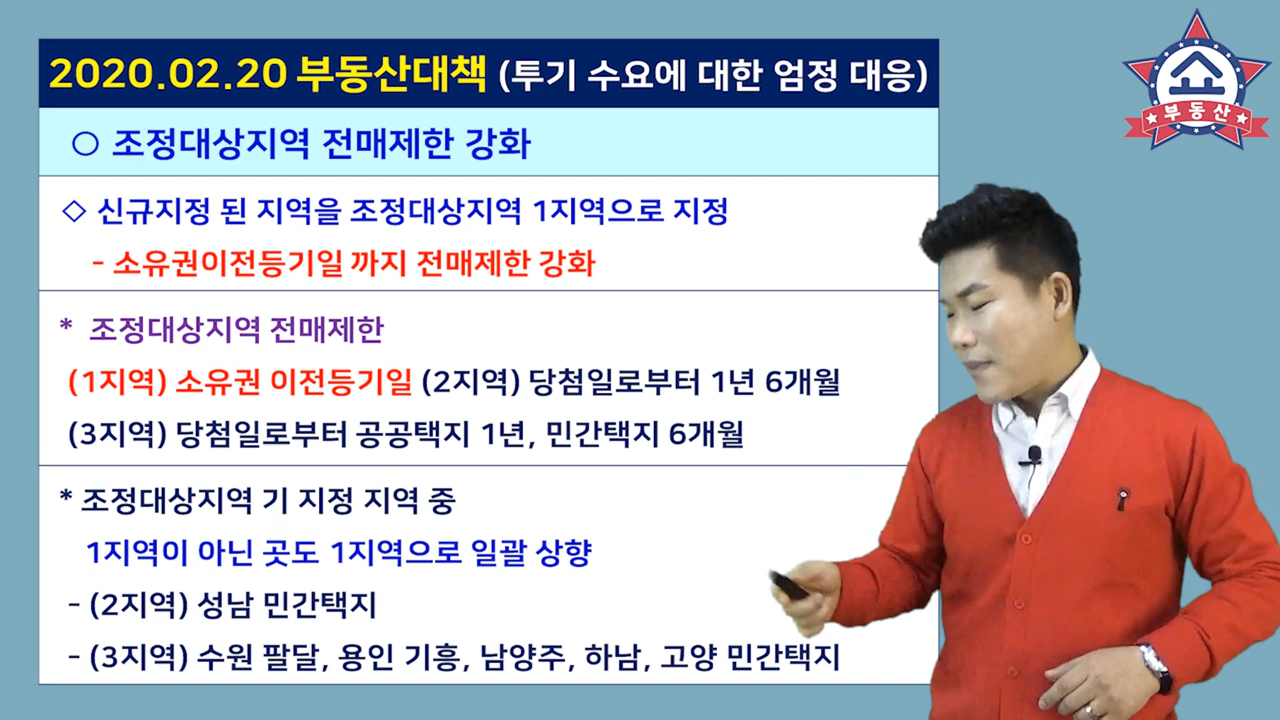 2020.02.20 부동산대책 (투기 수요에 대한 엄정 대응)
○ 조정대상지역 전매제한 강화
◇ 신규지정 된 지역을 조정대상지역 1지역으로 지정
- 소유권이전등기일 까지 전매제한 강화
* 조정대상지역 전매제한
(1지역) 소유권 이전등기일 (2지역) 당첨일로부터 1년 6개월
(3지역) 당첨일로부터 공공택지 1년, 민간택지 6개월
* 조정대상지역 기 지정 지역 중
1지역이 아닌 곳도 1지역으로 일괄 상향
- (2지역) 성남 민간택지
- (3지역) 수원 팔달, 용인 기흥, 남양주, 하남, 고양 민간택지
부동산